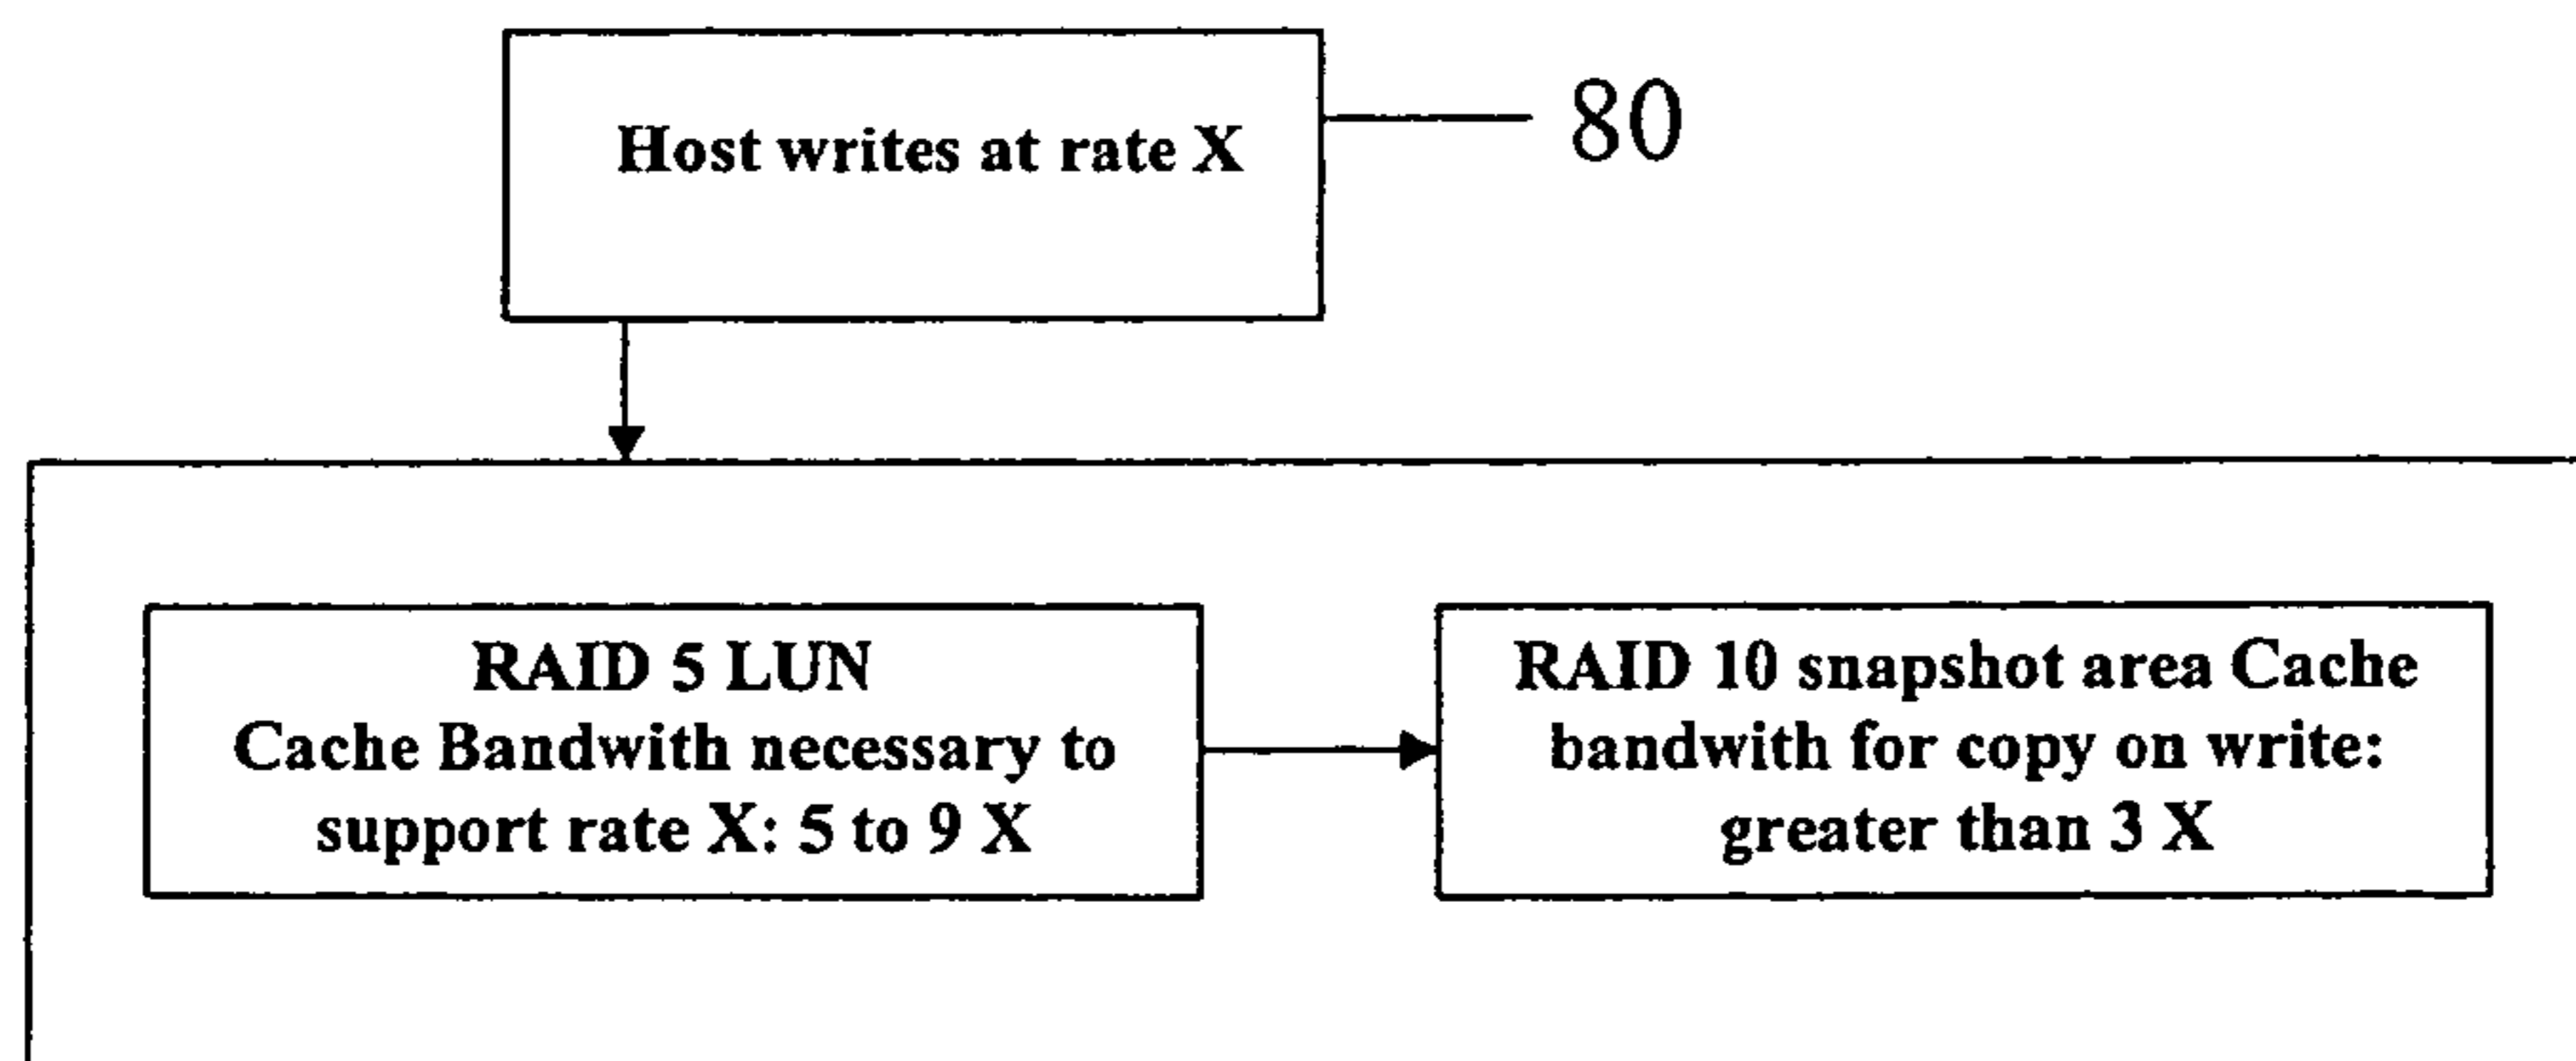 Host writes at rate X
80
RAID 5 LUN
Cache Bandwith necessary to
support rate X: 5 to 9 X
RAID 10 snapshot area Cache
bandwith for copy on write:
greater than 3 X